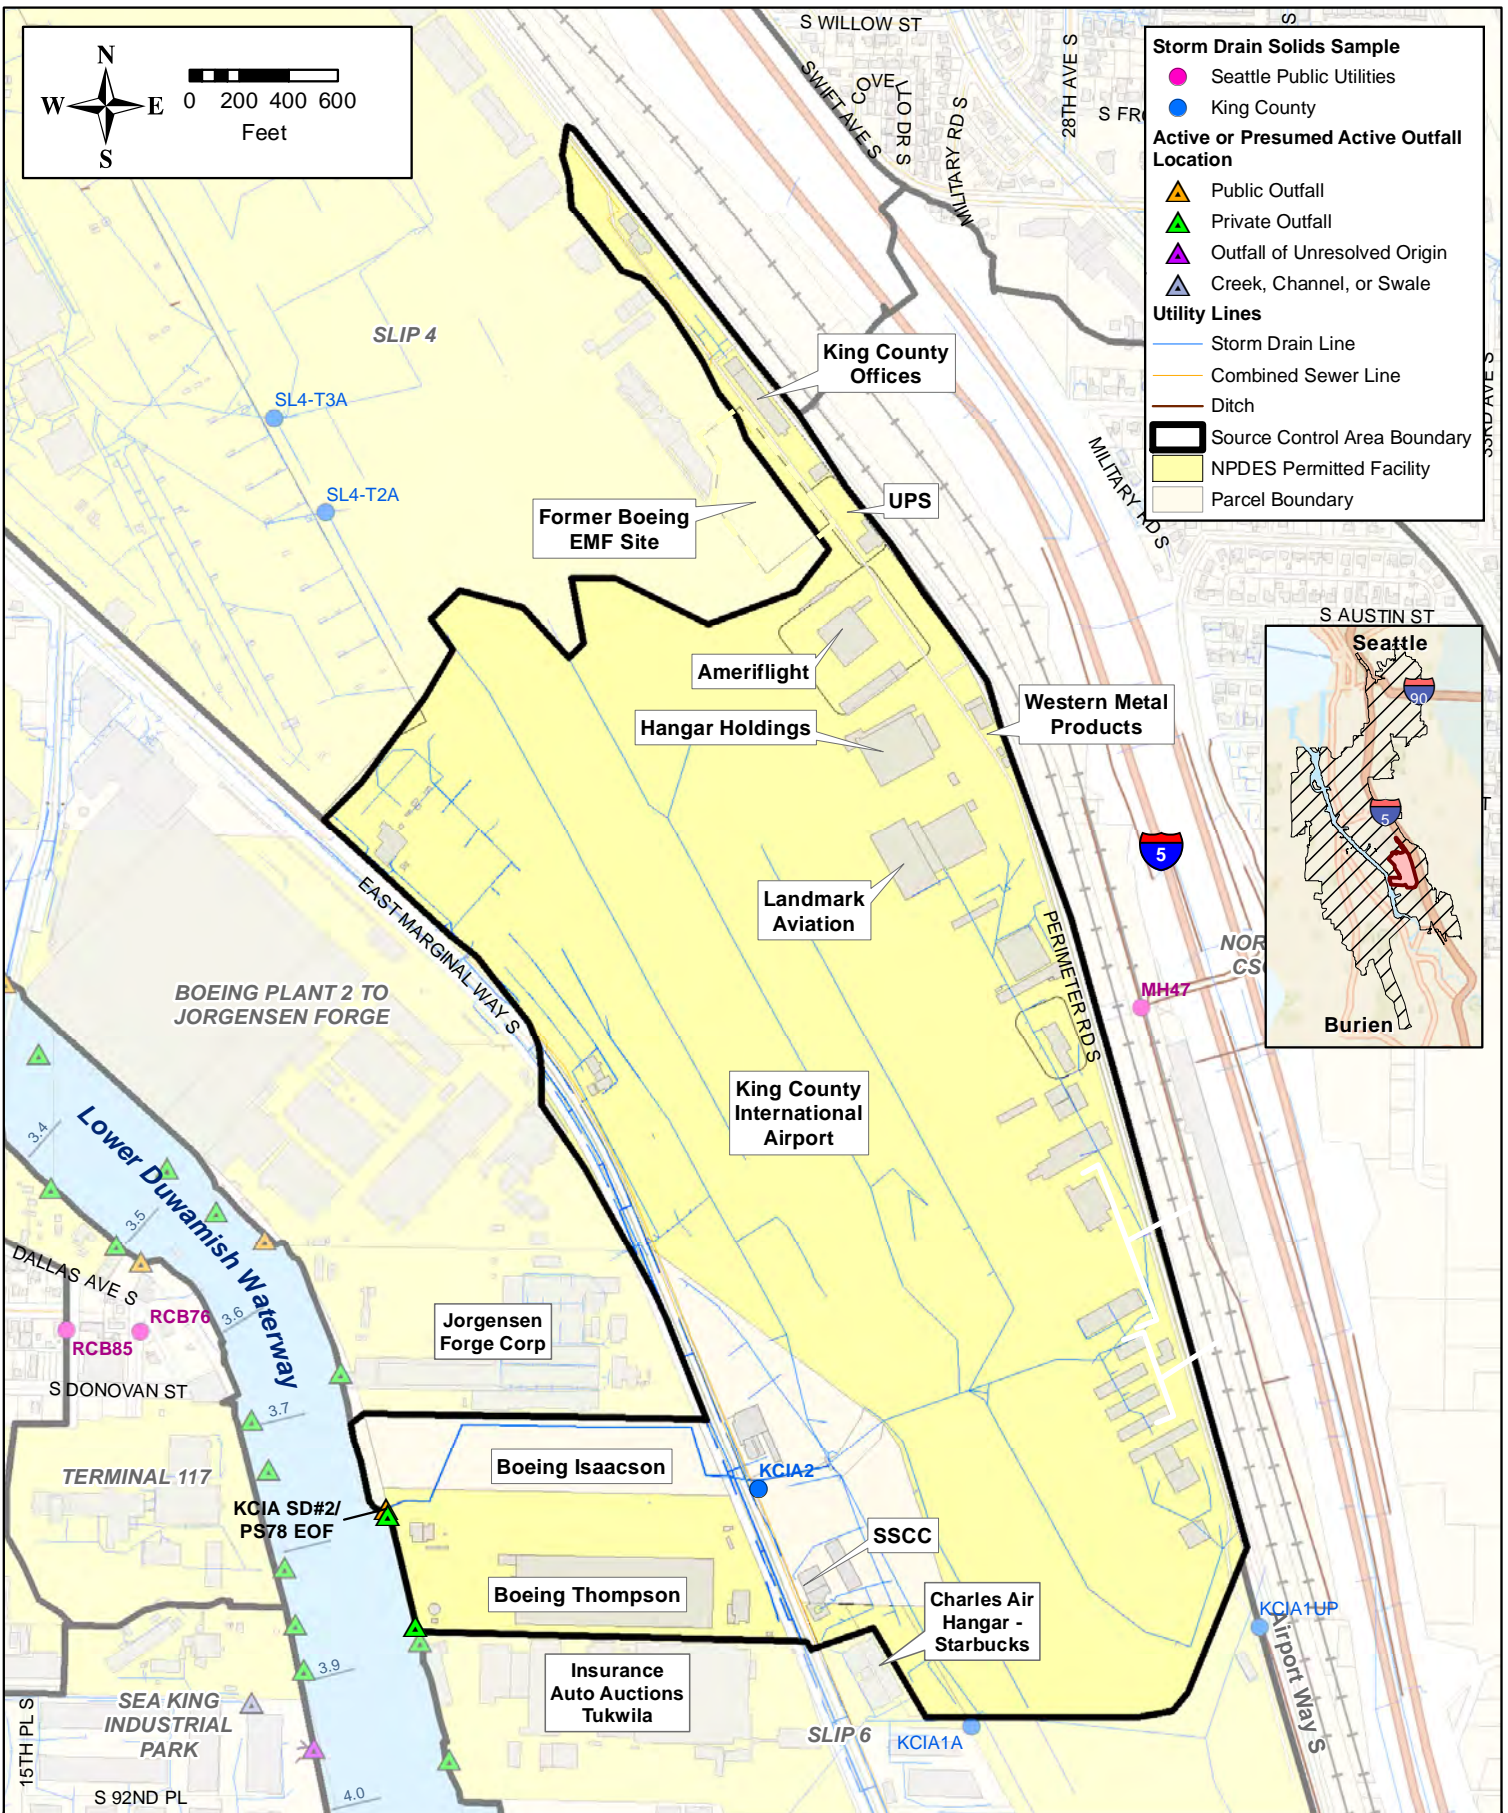 N
W E
S
0 200 400 600
Feet
S WILLOW ST
SWIFT AVE S
COVE
LLO DR S
MILITARY RD S
28TH AVE S
S FR
S
Storm Drain Solids Sample
Seattle Public Utilities
King County
Active or Presumed Active Outfall
Location
Public Outfall
Private Outfall
Outfall of Unresolved Origin
Creek, Channel, or Swale
Utility Lines
Storm Drain Line
Combined Sewer Line
Ditch
Source Control Area Boundary
NPDES Permitted Facility
Parcel Boundary
33RD AVE S
SLIP 4
King County
Offices
SL4-T3A
MILITARY RD S
SL4-T2A
UPS
Former Boeing
EMF Site
S AUSTIN ST
Seattle
90
5
Burien
Ameriflight
Western Metal
Products
Hangar Holdings
T
5
Landmark
Aviation
EAST MARGINAL WAY S
PERIMETER RD S
NOR
CS
MH47
BOEING PLANT 2 TO
JORGENSEN FORGE
King County
International
Airport
Lower Duwamish Waterway
3.4
3.5
DALLAS AVE S
3.6
RCB76
RCB85
Jorgensen
Forge Corp
S DONOVAN ST
3.7
Boeing Isaacson
KCIA2
TERMINAL 117
KCIA SD#2/
PS78 EOF
SSCC
Boeing Thompson
Charles Air
Hangar -
Starbucks
KCIA1UP
Airport Way S
3.9
Insurance
Auto Auctions
Tukwila
SEA KING
INDUSTRIAL
PARK
SLIP 6
KCIA1A
15TH PL S
S 92ND PL
4.0